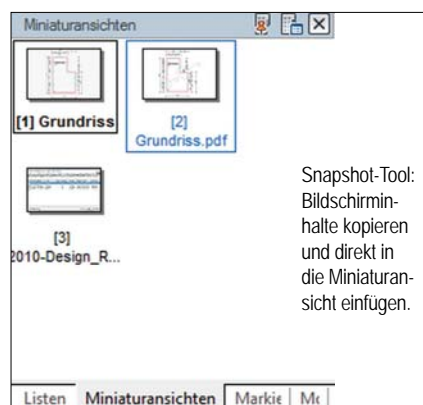 Miniaturansichten
[1] Grundriss
[2]
Grundriss.pdf
[3]
2010-Design_R...
Snapshot-Tool:
Bildschirmin-
halte kopieren
und direkt in
die Miniaturan-
sicht einfügen.
Listen Miniaturansichten Markie